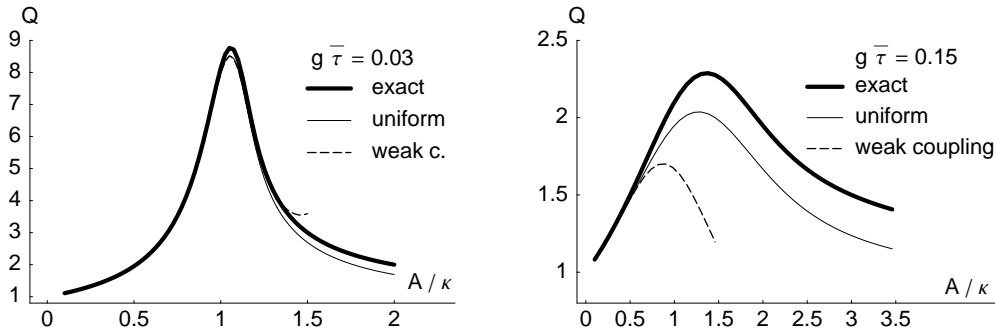 Q
9
8
7
6
5
4
3
2
1
0 0.5 1 1.5 2
A / κ
g τ̅ = 0.03
exact
uniform
weak c.
Q
2.5
2
1.5
1
0 0.5 1 1.5 2 2.5 3 3.5
A / κ
g τ̅ = 0.15
exact
uniform
weak coupling